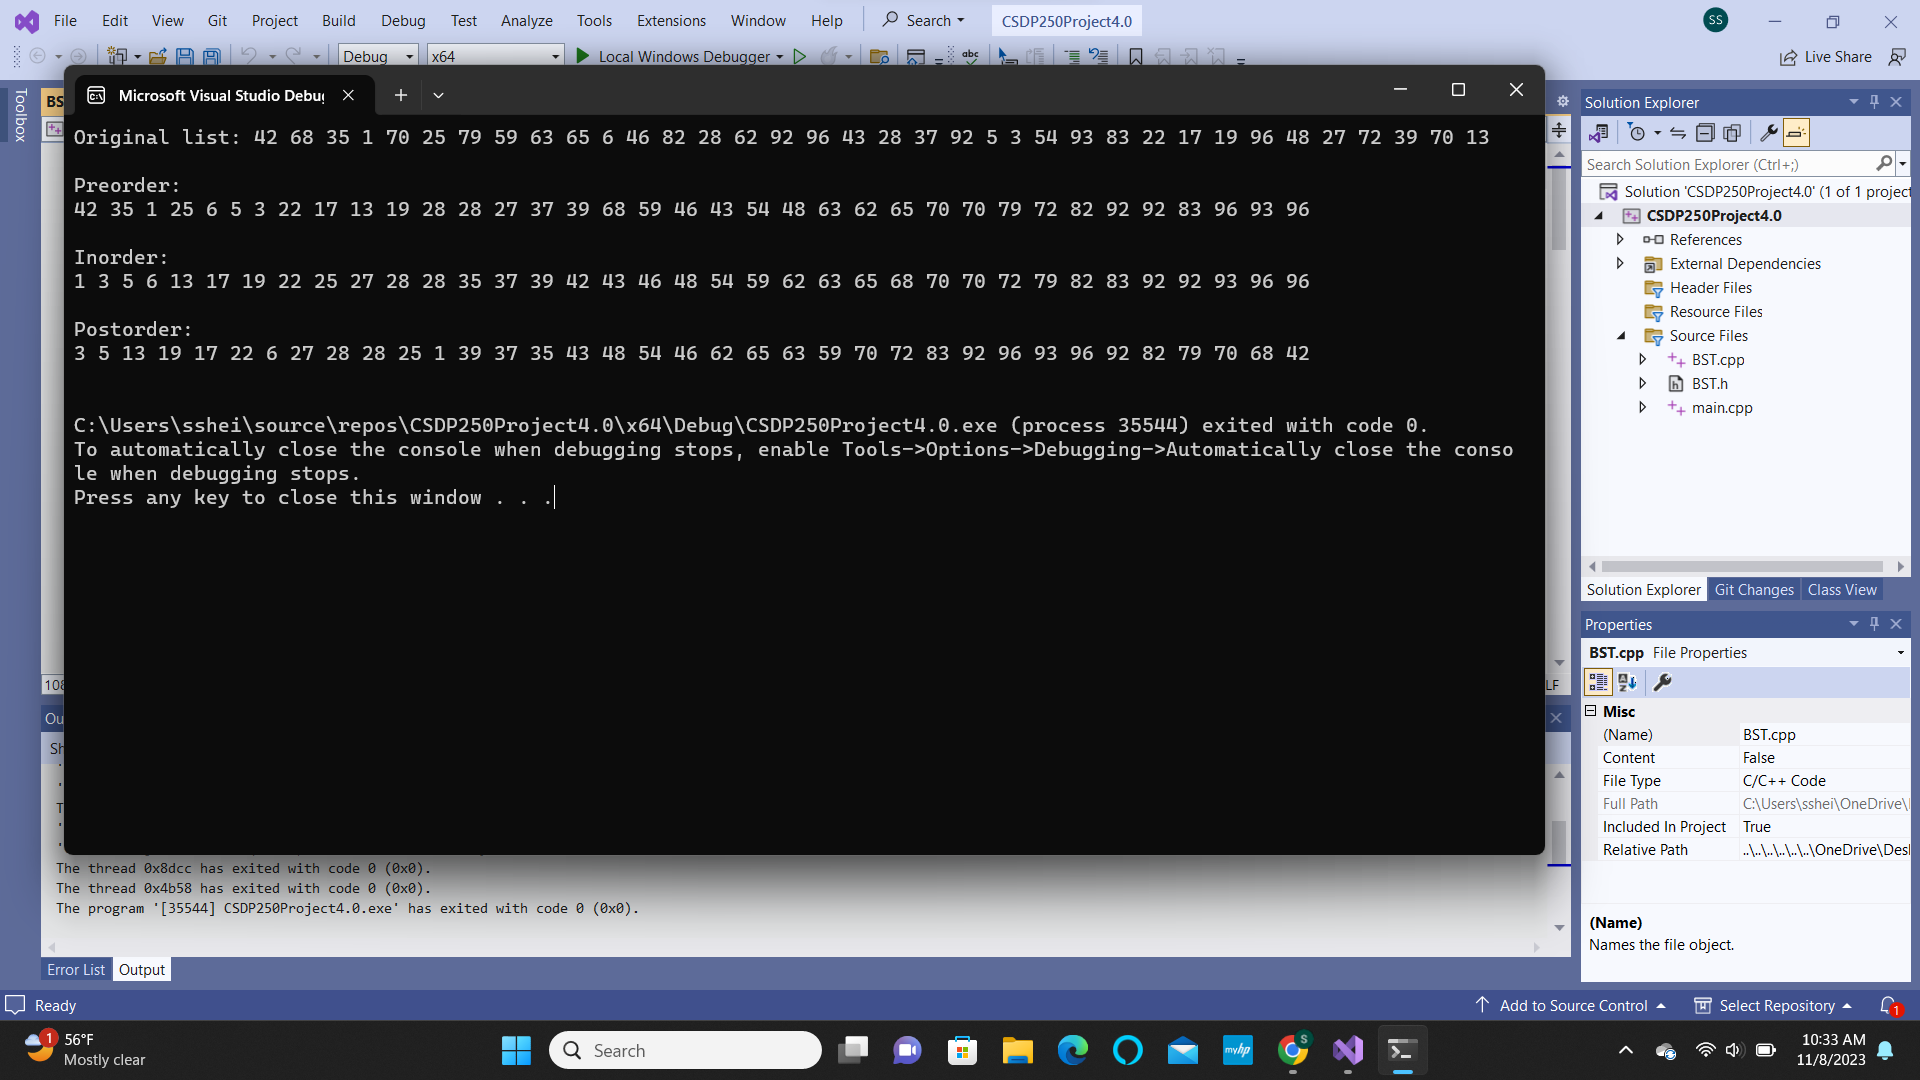 File Edit View Git Project Build Debug Test Analyze Tools Extensions Window Help Search CSDP250Project4.0 SS
Debug x64 Local Windows Debugger abc Live Share
Toolbox
BS
Microsoft Visual Studio Debug
Original list: 42 68 35 1 70 25 79 59 63 65 6 46 82 28 62 92 96 43 28 37 92 5 3 54 93 83 22 17 19 96 48 27 72 39 70 13
Preorder:
42 35 1 25 6 5 3 22 17 13 19 28 28 27 37 39 68 59 46 43 54 48 63 62 65 70 70 79 72 82 92 92 83 96 93 96
Inorder:
1 3 5 6 13 17 19 22 25 27 28 28 35 37 39 42 43 46 48 54 59 62 63 65 68 70 70 72 79 82 83 92 92 93 96 96
Postorder:
3 5 13 19 17 22 6 27 28 28 25 1 39 37 35 43 48 54 46 62 65 63 59 70 72 83 92 96 93 96 92 82 79 70 68 42
C:\Users\sshei\source\repos\CSDP250Project4.0\x64\Debug\CSDP250Project4.0.exe (process 35544) exited with code 0.
To automatically close the console when debugging stops, enable Tools->Options->Debugging->Automatically close the conso
le when debugging stops.
Press any key to close this window . . .
108
LF
Ou
Sh
The thread 0x8dcc has exited with code 0 (0x0).
The thread 0x4b58 has exited with code 0 (0x0).
The program '[35544] CSDP250Project4.0.exe' has exited with code 0 (0x0).
Error List Output
Solution Explorer
Search Solution Explorer (Ctrl+;)
Solution 'CSDP250Project4.0' (1 of 1 project
CSDP250Project4.0
References
External Dependencies
Header Files
Resource Files
Source Files
BST.cpp
BST.h
main.cpp
Solution Explorer Git Changes Class View
Properties
BST.cpp File Properties
Misc
(Name) BST.cpp
Content False
File Type C/C++ Code
Full Path C:\Users\sshei\OneDrive\
Included In Project True
Relative Path ..\..\..\..\..\OneDrive\Des
(Name)
Names the file object.
Ready Add to Source Control Select Repository 1
1 56°F
Mostly clear
Search
myhp
S
10:33 AM
11/8/2023